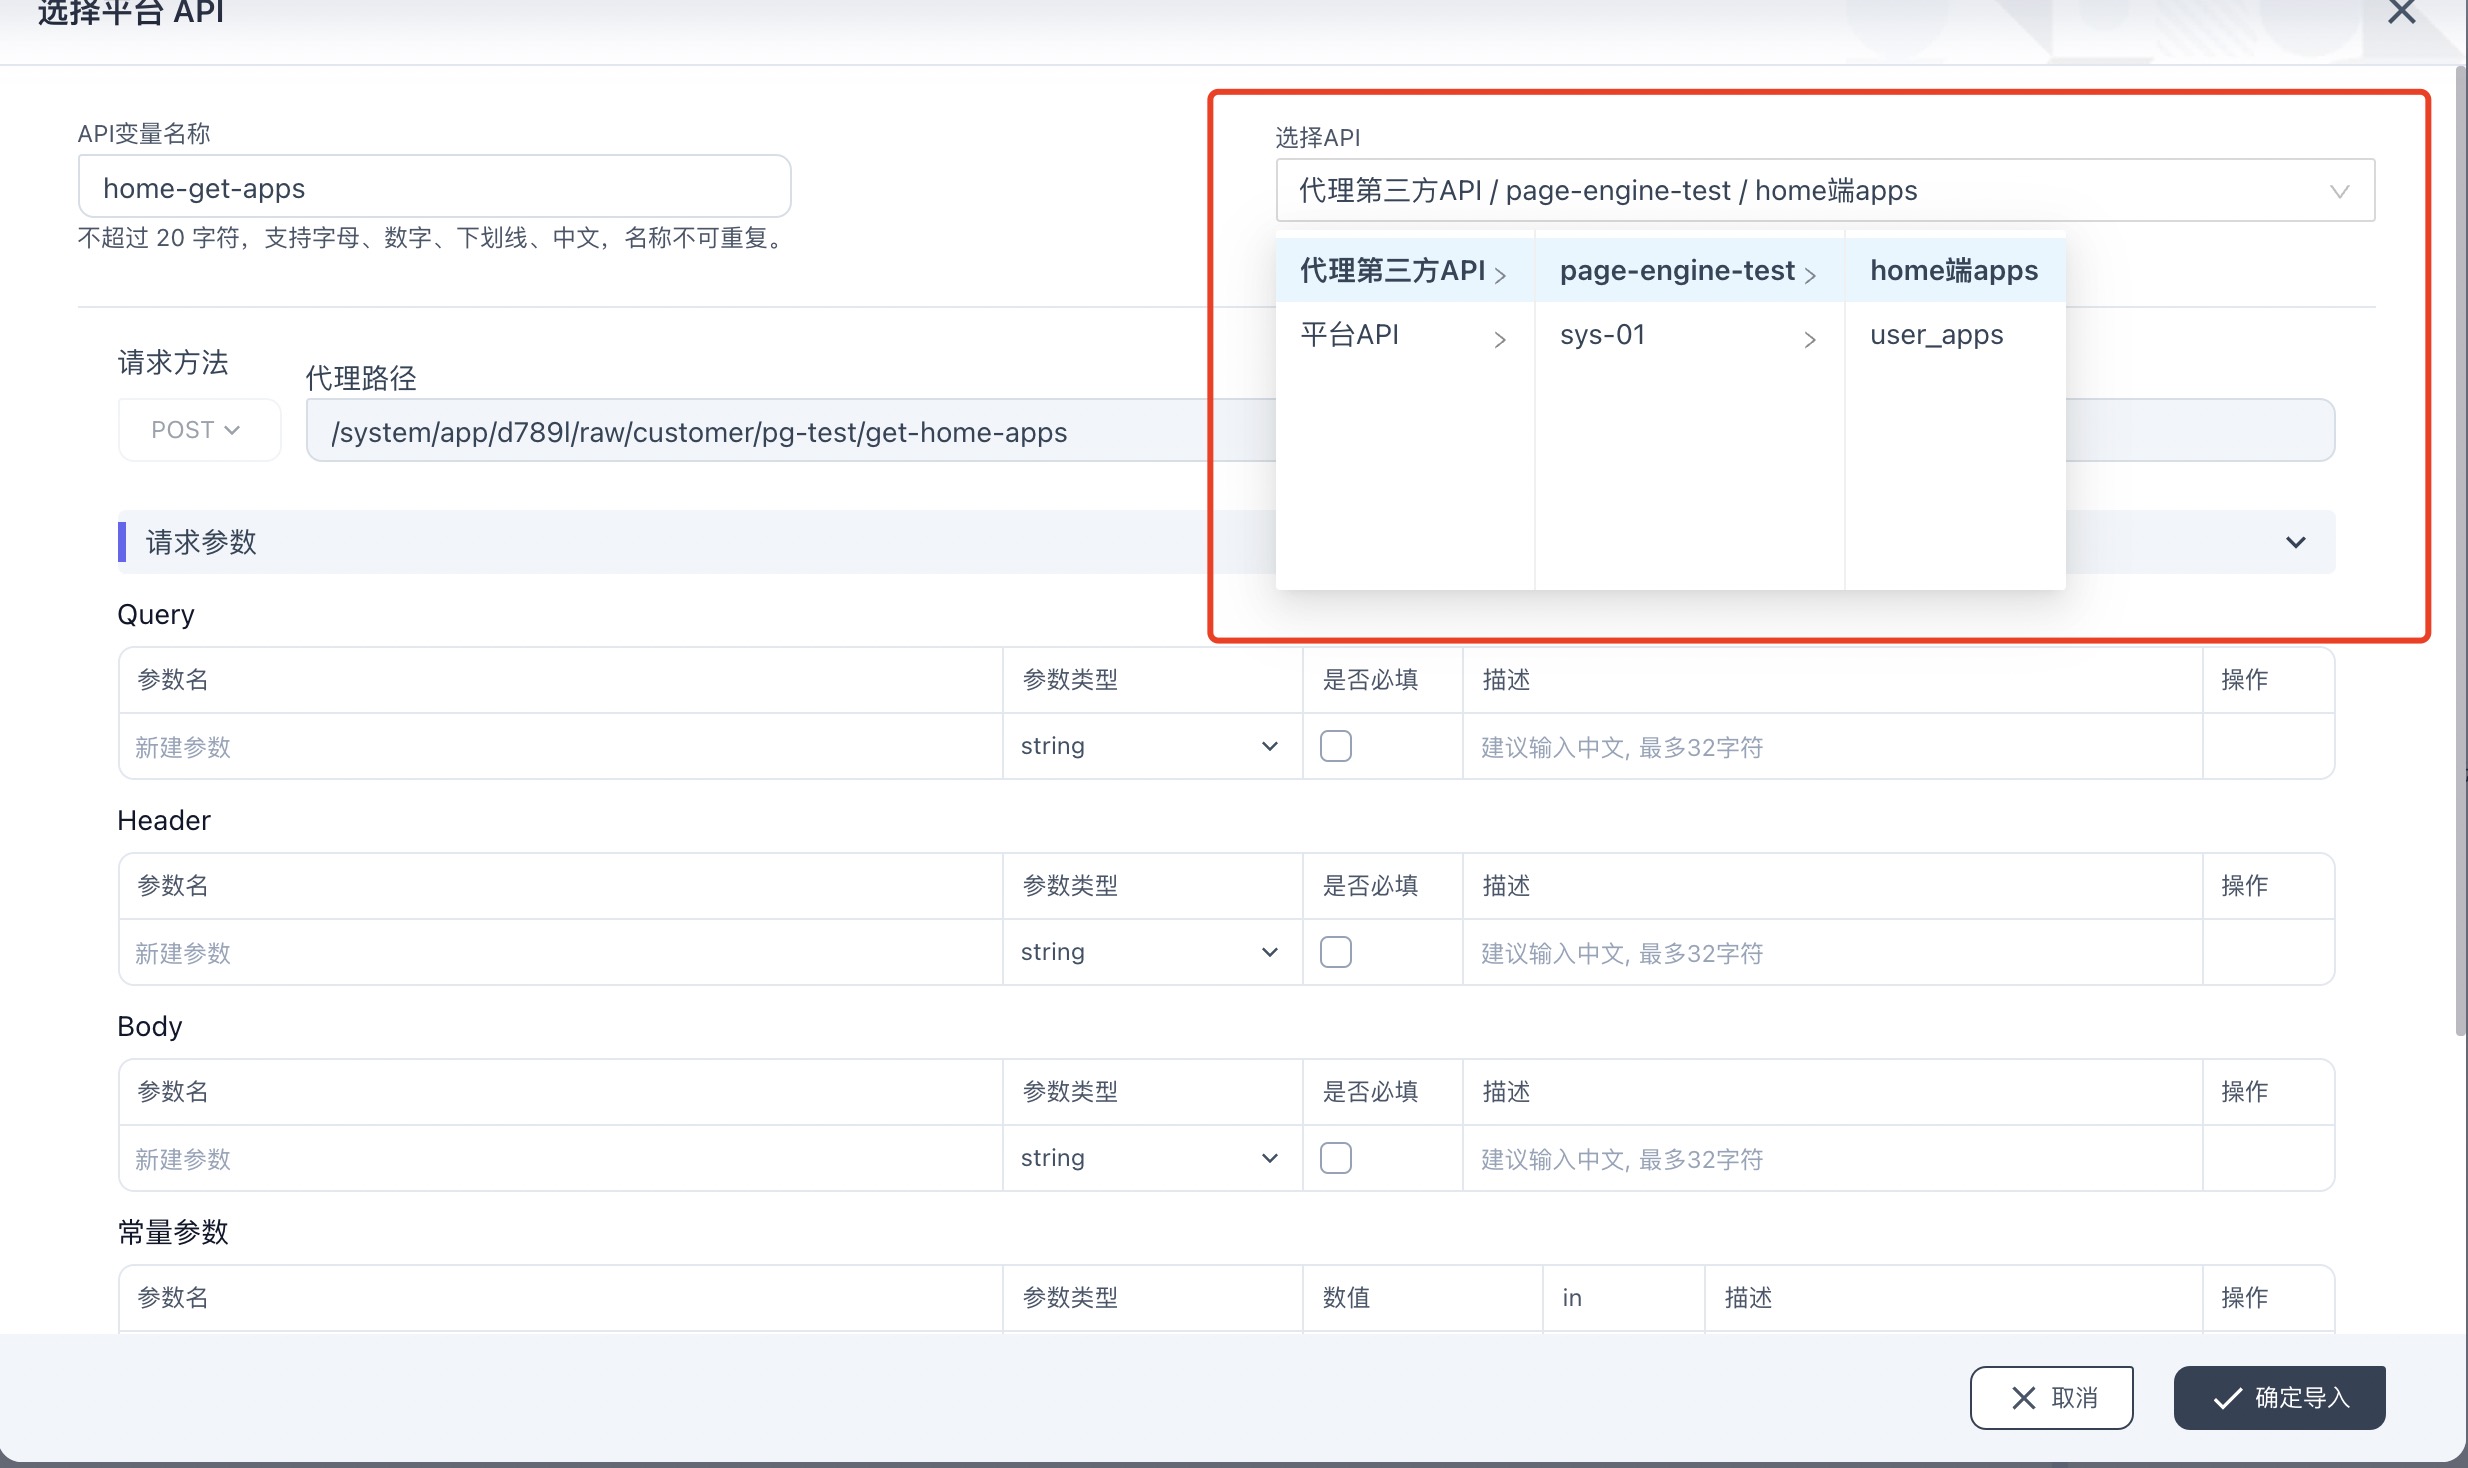 选择平台 API
API变量名称
home-get-apps
不超过 20 字符，支持字母、数字、下划线、中文，名称不可重复。
选择API
代理第三方API / page-engine-test / home端apps
代理第三方API page-engine-test home端apps
平台API sys-01 user_apps
请求方法
POST
代理路径
/system/app/d789l/raw/customer/pg-test/get-home-apps
请求参数
Query
参数名 参数类型 是否必填 描述 操作
新建参数 string 建议输入中文, 最多32字符
Header
参数名 参数类型 是否必填 描述 操作
新建参数 string 建议输入中文, 最多32字符
Body
参数名 参数类型 是否必填 描述 操作
新建参数 string 建议输入中文, 最多32字符
常量参数
参数名 参数类型 数值 in 描述 操作
取消 确定导入